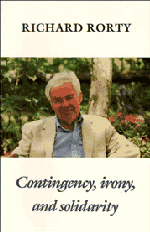 RICHARD RORTY
Contingency, irony,
and solidarity